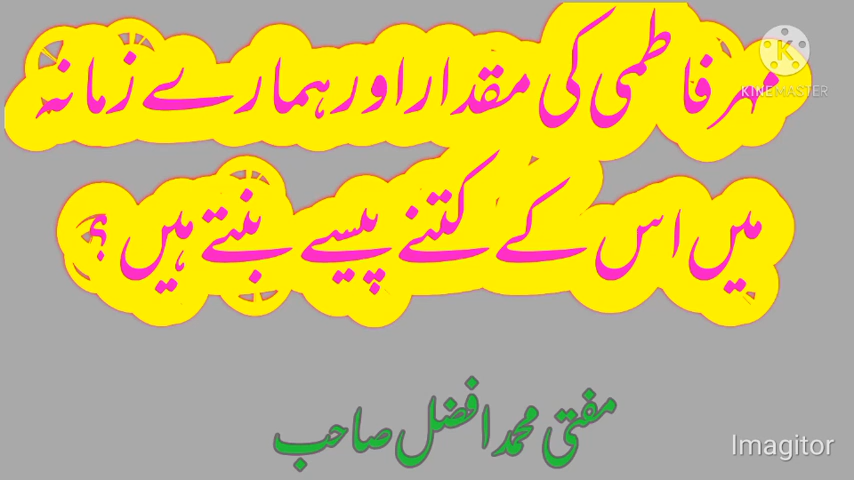 مہر فاطمی کی مقدار اور ہمارے زمانہ
میں اس کے کتنے پیسے بنتے ہیں ؟
مفتی محمد افضل صاحب
KINEMASTER
Imagitor